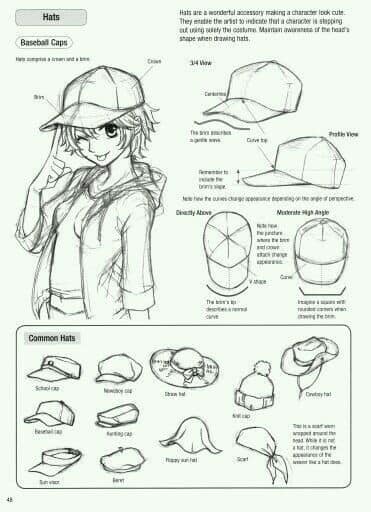 Hats
Hats are a wonderful accessory making a character look cute.
They enable the artist to indicate that a character is stepping
out using solely the costume. Maintain awareness of the head's
shape when drawing hats.
Baseball Caps
Hats comprise a crown and a brim.
Crown
Brim
3/4 View
Centerline
The brim describes
a gentle wave.
Curve top
Profile View
Remember to
include the
brim's slope.
Note how the curves change appearance depending on the angle of perspective.
Directly Above
Moderate High Angle
Note how
the juncture
where the brim
and crown
attach change
appearance.
V shape
Curve
The brim's tip
describes a normal
curve
Imagine a square with
rounded corners when
drawing the brim.
Common Hats
School cap
Newsboy cap
Straw hat
Knit cap
Cowboy hat
Baseball cap
Hunting cap
Floppy sun hat
Scarf
This is a scarf worn
wrapped around the
head. While it is not
a hat, it changes the
appearance of the
wearer like a hat does.
Sun visor
Beret
48